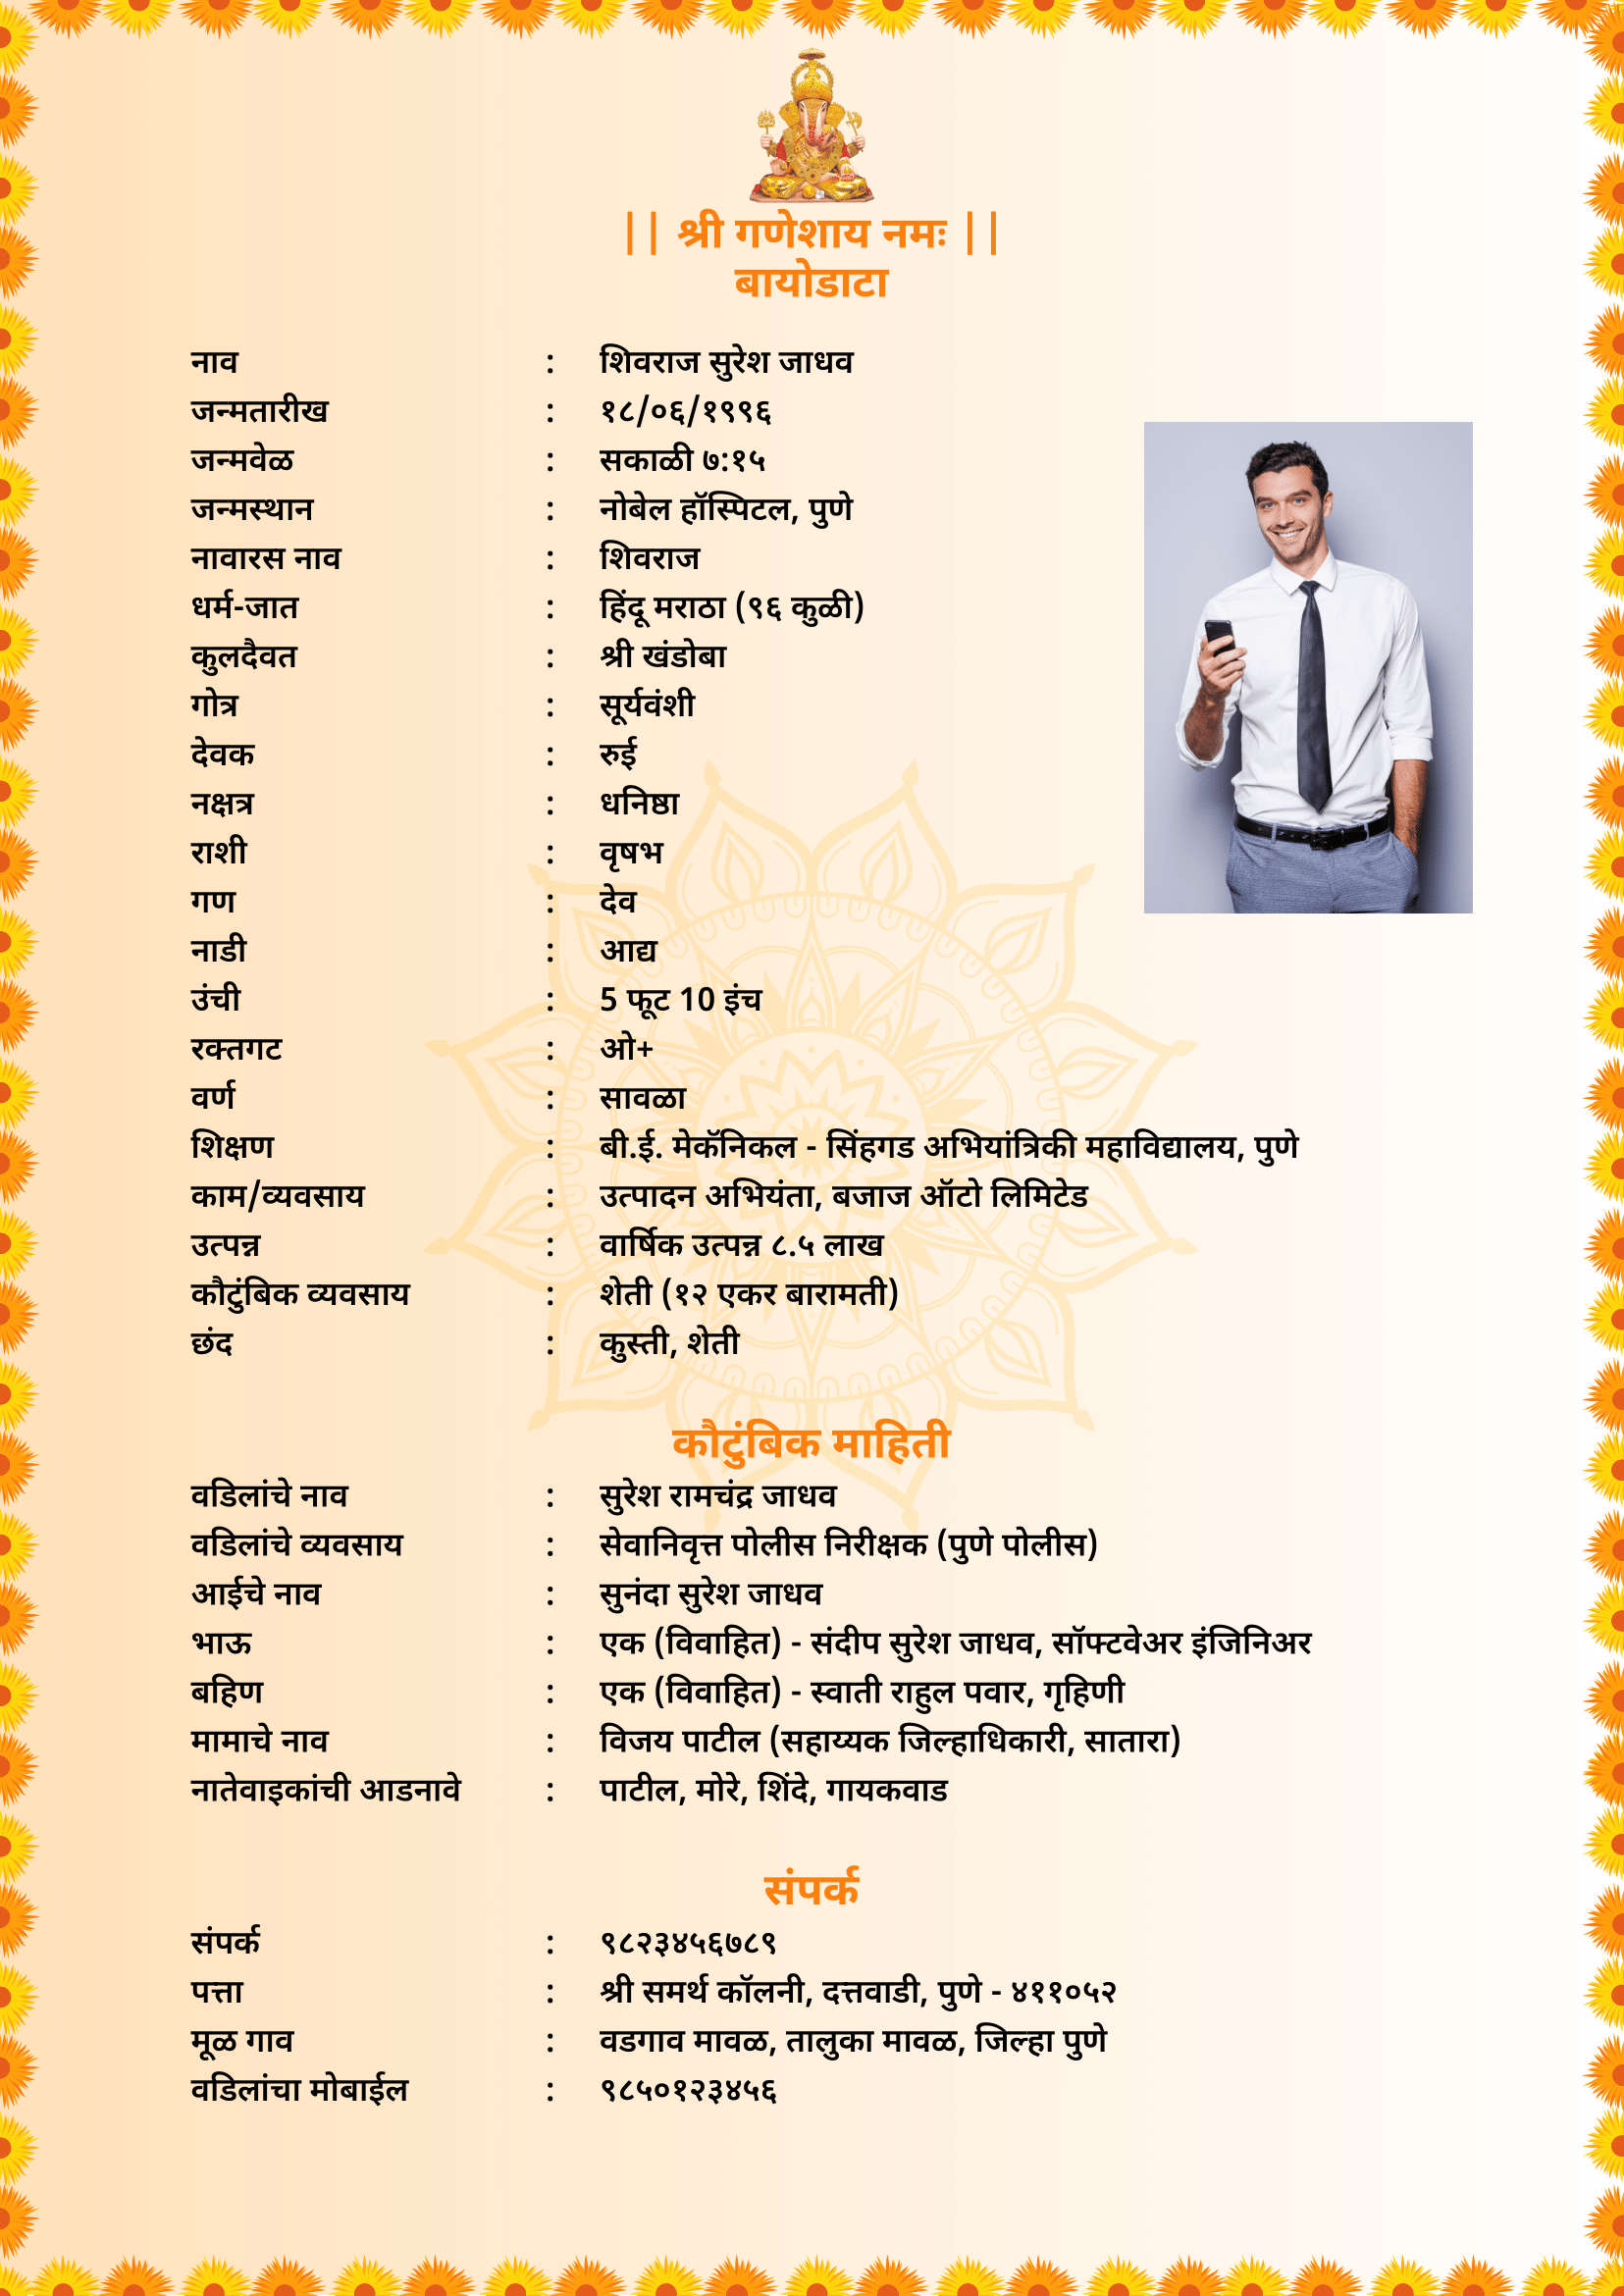 || श्री गणेशाय नमः ||
बायोडाटा
नाव : शिवराज सुरेश जाधव
जन्मतारीख : १८/०६/१९९६
जन्मवेळ : सकाळी ७:१५
जन्मस्थान : नोबेल हॉस्पिटल, पुणे
नावारस नाव : शिवराज
धर्म-जात : हिंदू मराठा (९६ कुळी)
कुलदैवत : श्री खंडोबा
गोत्र : सूर्यवंशी
देवक : रुई
नक्षत्र : धनिष्ठा
राशी : वृषभ
गण : देव
नाडी : आद्य
उंची : 5 फूट 10 इंच
रक्तगट : ओ+
वर्ण : सावळा
शिक्षण : बी.ई. मेकॅनिकल - सिंहगड अभियांत्रिकी महाविद्यालय, पुणे
काम/व्यवसाय : उत्पादन अभियंता, बजाज ऑटो लिमिटेड
उत्पन्न : वार्षिक उत्पन्न ८.५ लाख
कौटुंबिक व्यवसाय : शेती (१२ एकर बारामती)
छंद : कुस्ती, शेती
कौटुंबिक माहिती
वडिलांचे नाव : सुरेश रामचंद्र जाधव
वडिलांचे व्यवसाय : सेवानिवृत्त पोलीस निरीक्षक (पुणे पोलीस)
आईचे नाव : सुनंदा सुरेश जाधव
भाऊ : एक (विवाहित) - संदीप सुरेश जाधव, सॉफ्टवेअर इंजिनिअर
बहिण : एक (विवाहित) - स्वाती राहुल पवार, गृहिणी
मामाचे नाव : विजय पाटील (सहाय्यक जिल्हाधिकारी, सातारा)
नातेवाइकांची आडनावे : पाटील, मोरे, शिंदे, गायकवाड
संपर्क
संपर्क : ९८२३४५६७८९
पत्ता : श्री समर्थ कॉलनी, दत्तवाडी, पुणे - ४११०५२
मूळ गाव : वडगाव मावळ, तालुका मावळ, जिल्हा पुणे
वडिलांचा मोबाईल : ९८५०१२३४५६